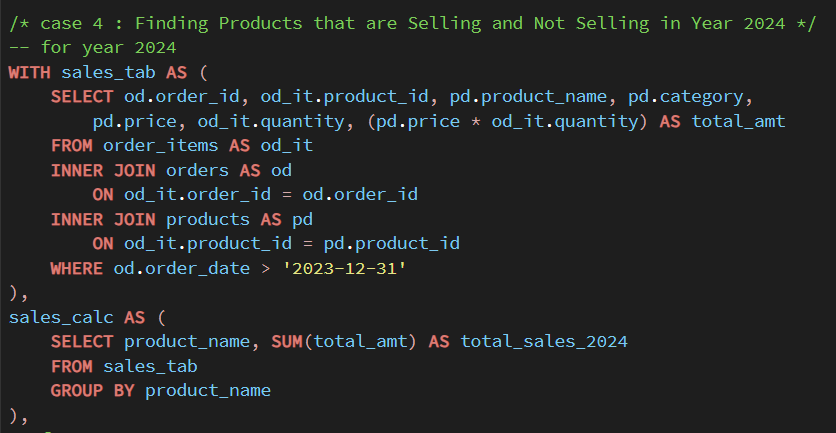 /* case 4 : Finding Products that are Selling and Not Selling in Year 2024 */
-- for year 2024
WITH sales_tab AS (
    SELECT od.order_id, od_it.product_id, pd.product_name, pd.category,
        pd.price, od_it.quantity, (pd.price * od_it.quantity) AS total_amt
    FROM order_items AS od_it
    INNER JOIN orders AS od
        ON od_it.order_id = od.order_id
    INNER JOIN products AS pd
        ON od_it.product_id = pd.product_id
    WHERE od.order_date > '2023-12-31'
),
sales_calc AS (
    SELECT product_name, SUM(total_amt) AS total_sales_2024
    FROM sales_tab
    GROUP BY product_name
),